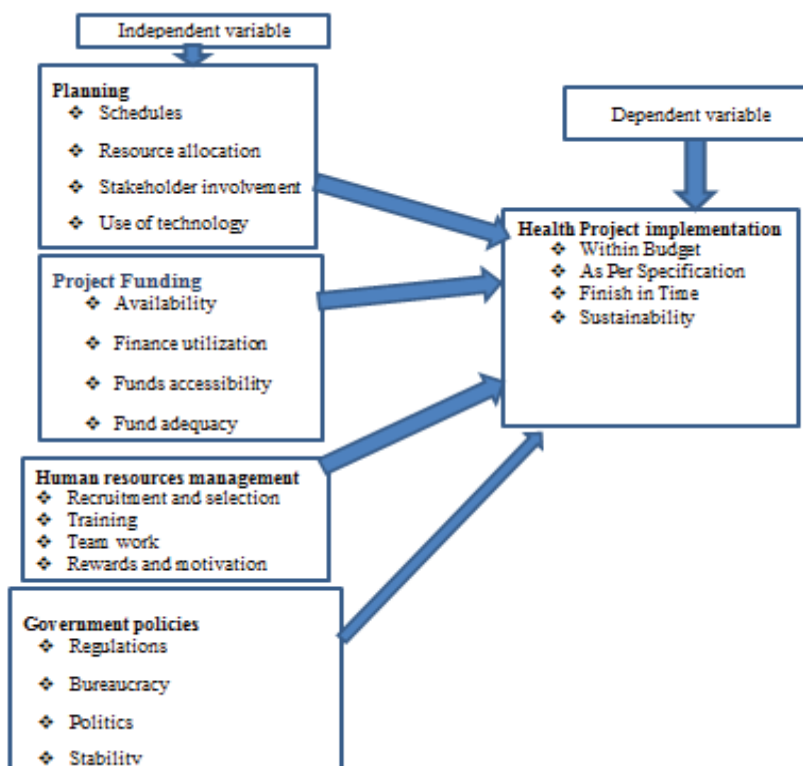 Independent variable
Planning
❖ Schedules
❖ Resource allocation
❖ Stakeholder involvement
❖ Use of technology
Project Funding
❖ Availability
❖ Finance utilization
❖ Funds accessibility
❖ Fund adequacy
Human resources management
❖ Recruitment and selection
❖ Training
❖ Team work
❖ Rewards and motivation
Government policies
❖ Regulations
❖ Bureaucracy
❖ Politics
❖ Stability
Dependent variable
Health Project implementation
❖ Within Budget
❖ As Per Specification
❖ Finish in Time
❖ Sustainability